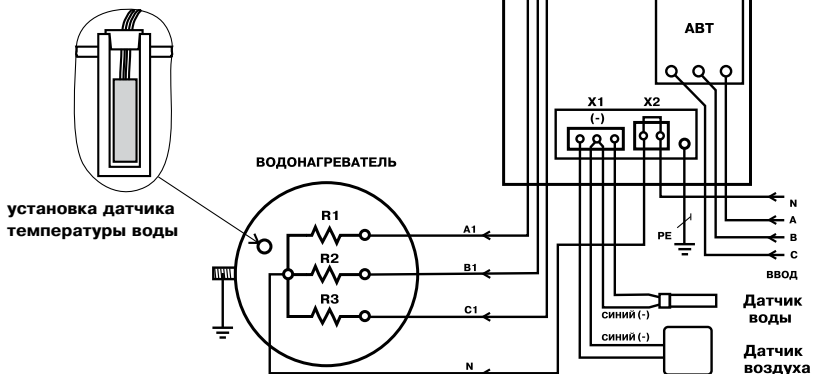 АВТ
X1
X2
(-)
ВОДОНАГРЕВАТЕЛЬ
установка датчика
температуры воды
R1
R2
R3
A1
B1
C1
N
PE
N
A
B
C
ВВОД
СИНИЙ (-)
Датчик
воды
СИНИЙ (-)
Датчик
воздуха